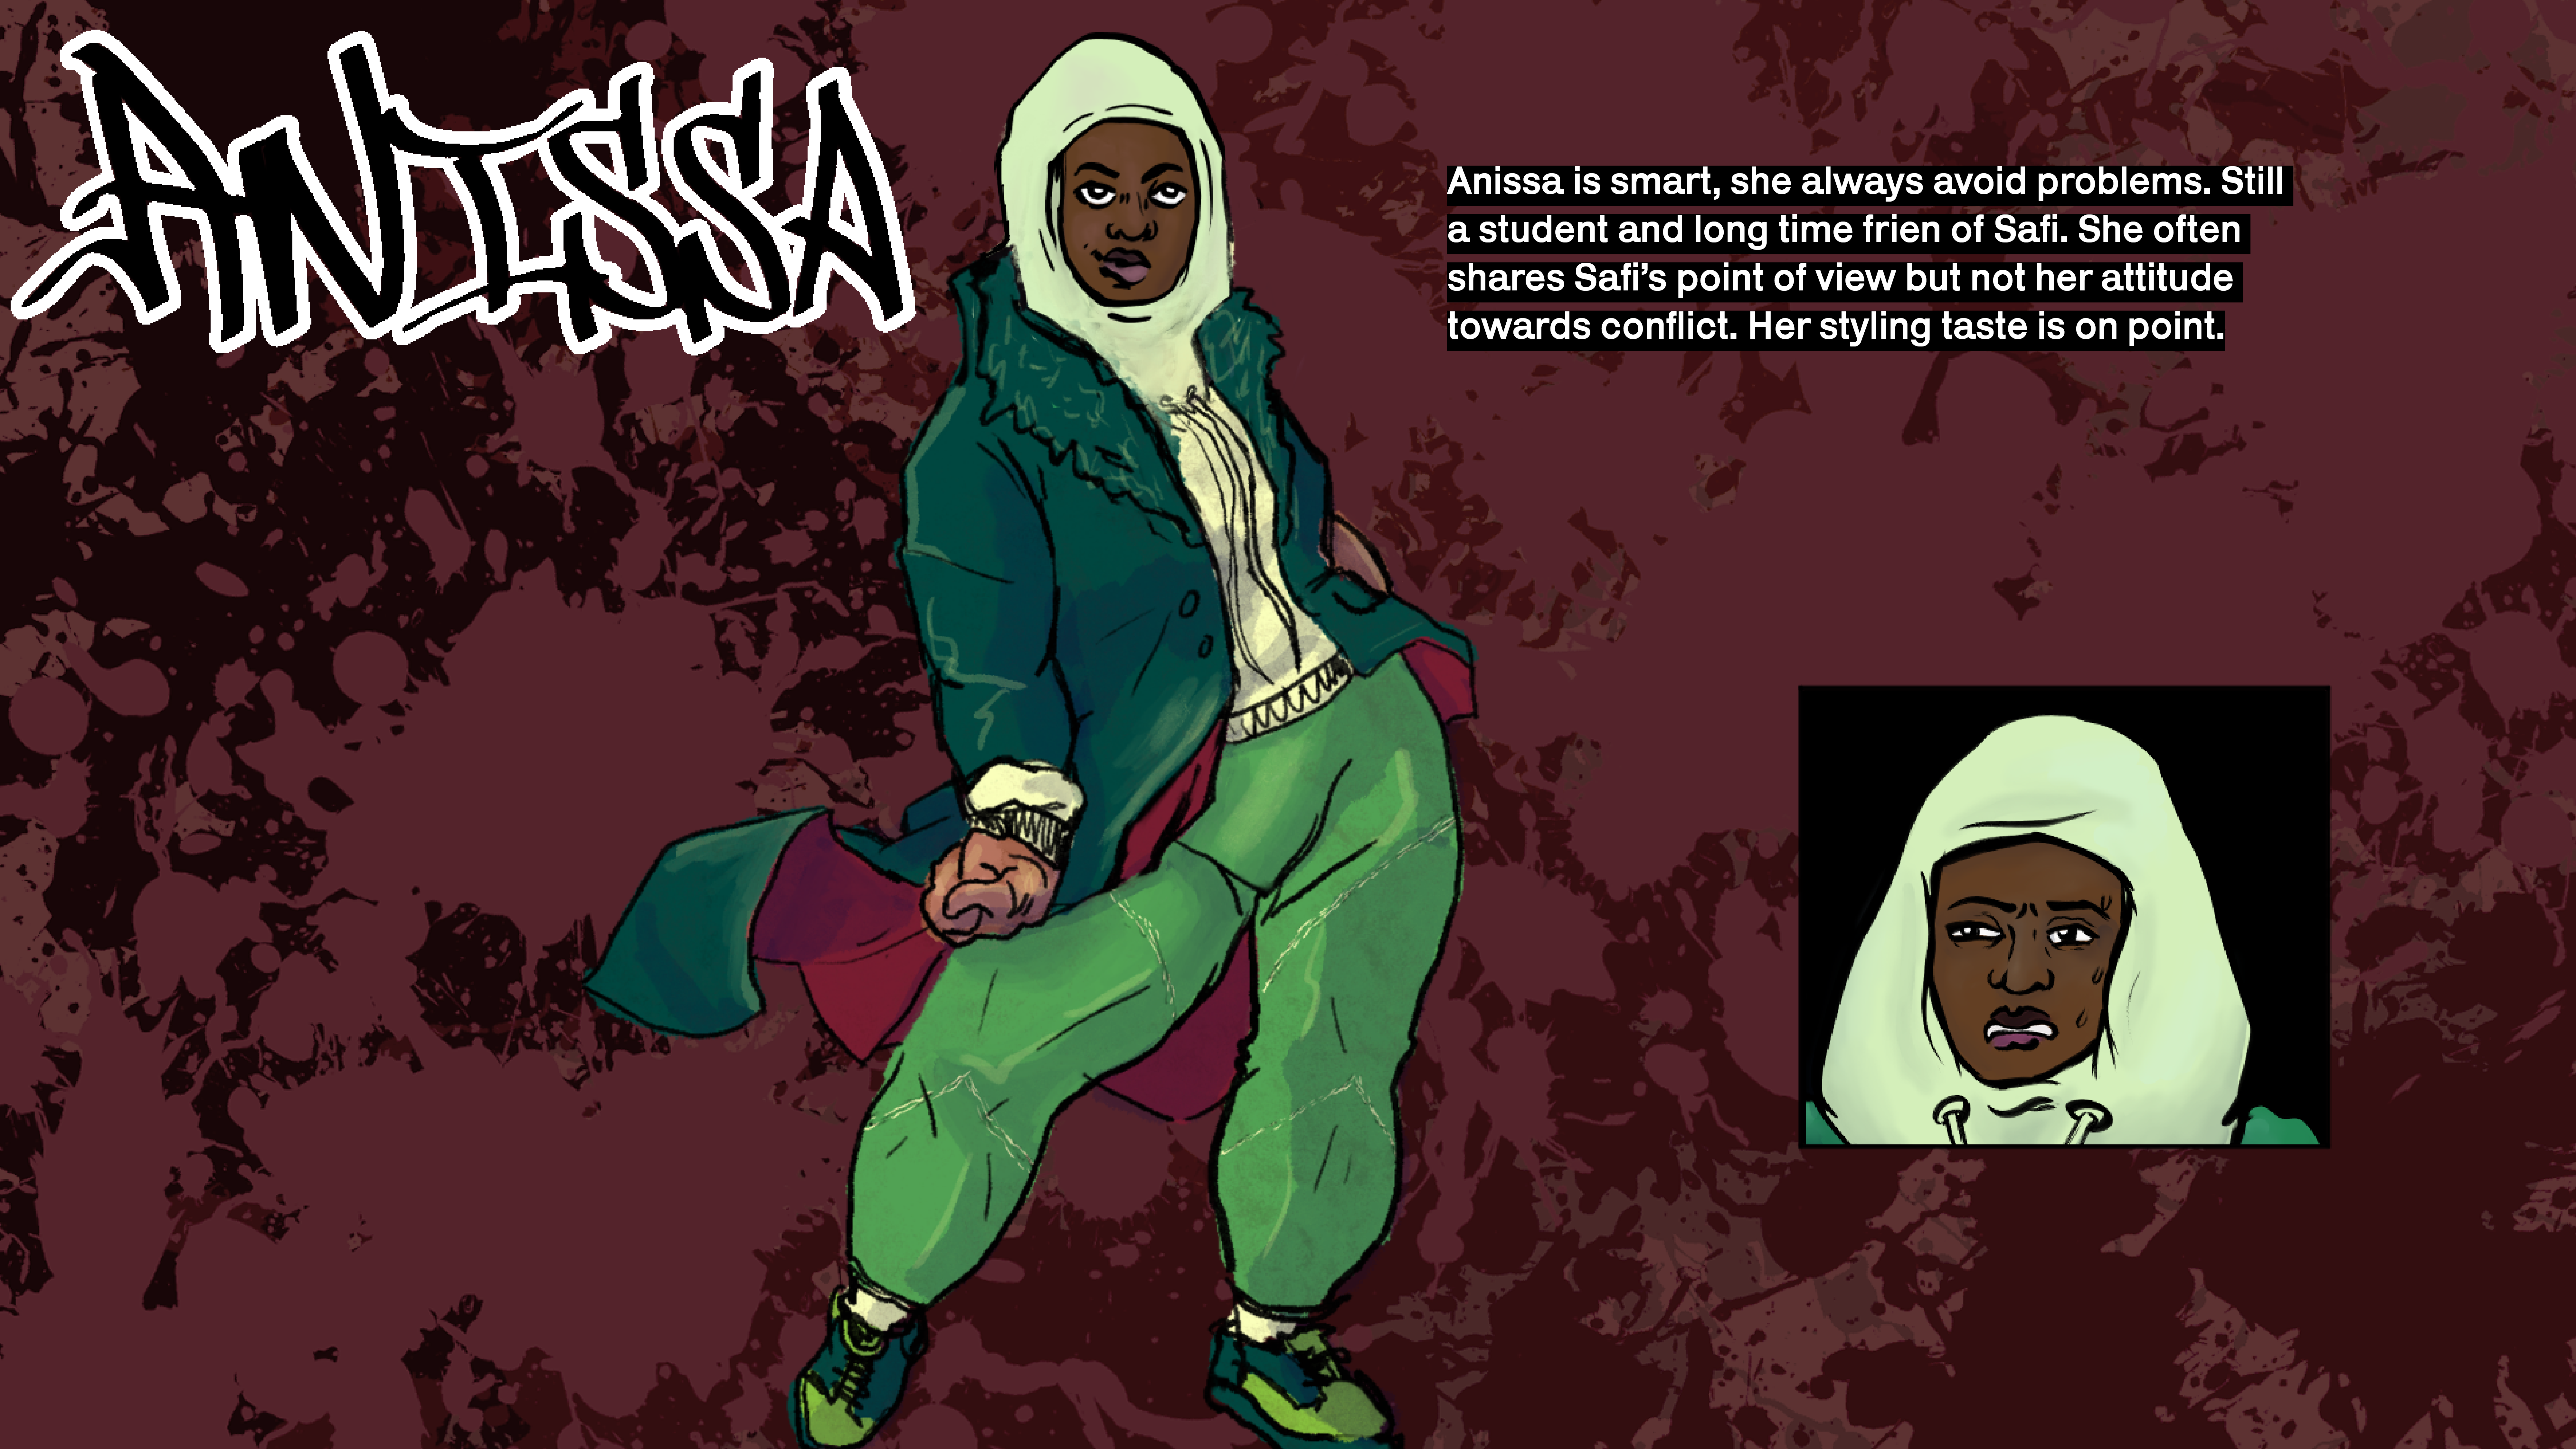 ANISSA
Anissa is smart, she always avoid problems. Still
a student and long time frien of Safi. She often
shares Safi’s point of view but not her attitude
towards conflict. Her styling taste is on point.